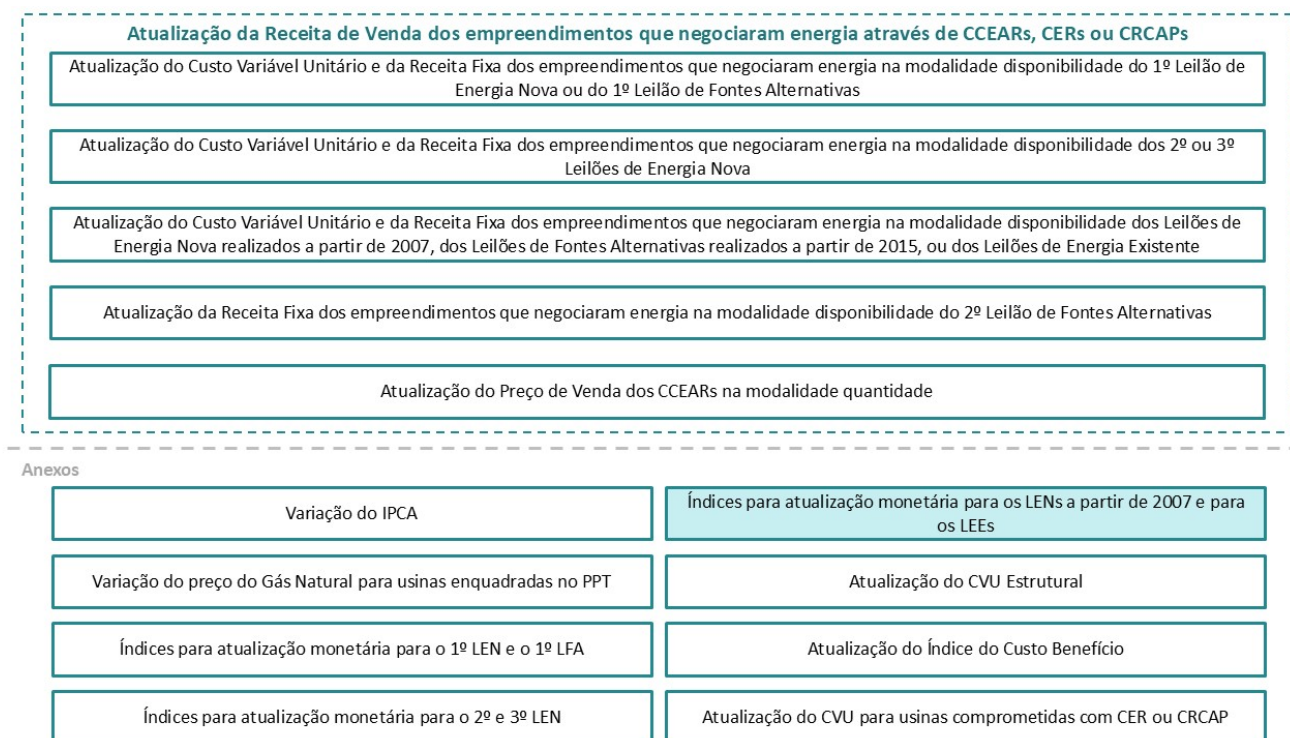 Atualização da Receita de Venda dos empreendimentos que negociaram energia através de CCEARs, CERs ou CRCAPs
Atualização do Custo Variável Unitário e da Receita Fixa dos empreendimentos que negociaram energia na modalidade disponibilidade do 1º Leilão de
Energia Nova ou do 1º Leilão de Fontes Alternativas
Atualização do Custo Variável Unitário e da Receita Fixa dos empreendimentos que negociaram energia na modalidade disponibilidade dos 2º ou 3º
Leilões de Energia Nova
Atualização do Custo Variável Unitário e da Receita Fixa dos empreendimentos que negociaram energia na modalidade disponibilidade dos Leilões de
Energia Nova realizados a partir de 2007, dos Leilões de Fontes Alternativas realizados a partir de 2015, ou dos Leilões de Energia Existente
Atualização da Receita Fixa dos empreendimentos que negociaram energia na modalidade disponibilidade do 2º Leilão de Fontes Alternativas
Atualização do Preço de Venda dos CCEARs na modalidade quantidade
Anexos
Variação do IPCA
Índices para atualização monetária para os LENs a partir de 2007 e para
os LEEs
Variação do preço do Gás Natural para usinas enquadradas no PPT
Atualização do CVU Estrutural
Índices para atualização monetária para o 1º LEN e o 1º LFA
Atualização do Índice do Custo Benefício
Índices para atualização monetária para o 2º e 3º LEN
Atualização do CVU para usinas comprometidas com CER ou CRCAP